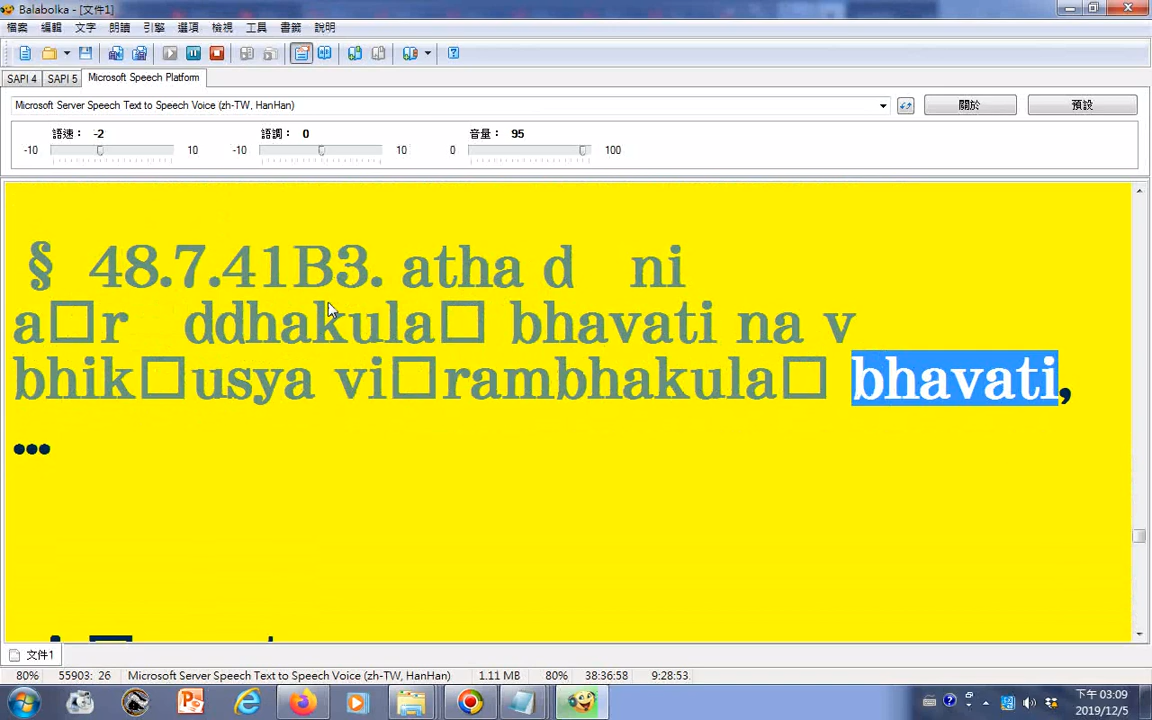 Balabolka - [文件1]
檔案 編輯 文字 朗讀 引擎 選項 檢視 工具 書籤 說明
SAPI 4 SAPI 5 Microsoft Speech Platform
Microsoft Server Speech Text to Speech Voice (zh-TW, HanHan) 關於 預設
語速： -2 語調： 0 音量： 95
-10 10 -10 10 0 100
§ 48.7.41B3. atha d ni
a□r ddhakula□ bhavati na v
bhik□usya vi□rambhakula□ bhavati,
...
文件1
80% 55903: 26 Microsoft Server Speech Text to Speech Voice (zh-TW, HanHan) 1.11 MB 80% 38:36:58 9:28:53.
下午 03:09
2019/12/5